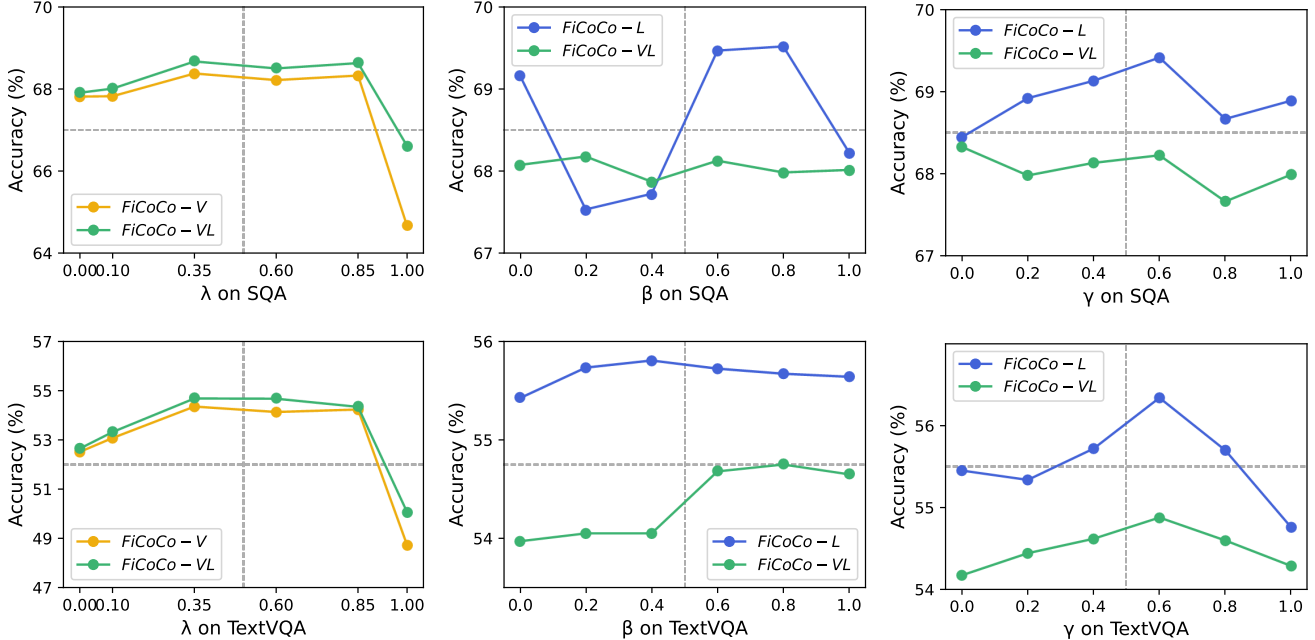 70
68
66
64
Accuracy (%)
FiCoCo−V
FiCoCo−VL
0.00 0.10 0.35 0.60 0.85 1.00
λ on SQA
70
69
68
67
Accuracy (%)
FiCoCo−L
FiCoCo−VL
0.0 0.2 0.4 0.6 0.8 1.0
β on SQA
70
69
68
67
Accuracy (%)
FiCoCo−L
FiCoCo−VL
0.0 0.2 0.4 0.6 0.8 1.0
γ on SQA
57
55
53
51
49
47
Accuracy (%)
FiCoCo−V
FiCoCo−VL
0.00 0.10 0.35 0.60 0.85 1.00
λ on TextVQA
56
55
54
Accuracy (%)
FiCoCo−L
FiCoCo−VL
0.0 0.2 0.4 0.6 0.8 1.0
β on TextVQA
56
55
54
Accuracy (%)
FiCoCo−L
FiCoCo−VL
0.0 0.2 0.4 0.6 0.8 1.0
γ on TextVQA